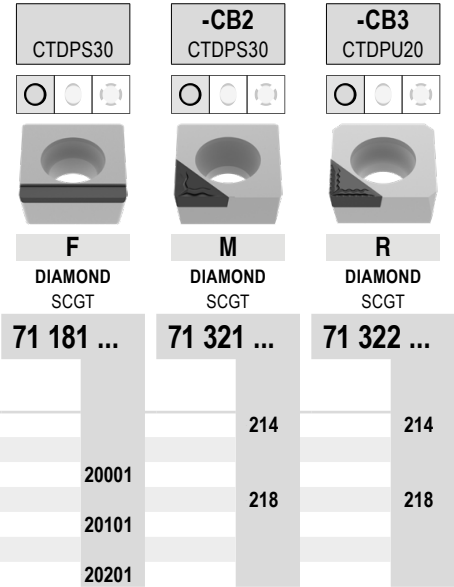 -CB2 -CB3
CTDPS30 CTDPS30 CTDPU20
F M R
DIAMOND DIAMOND DIAMOND
SCGT SCGT SCGT
71 181 ... 71 321 ... 71 322 ...
214 214
20001
218 218
20101
20201